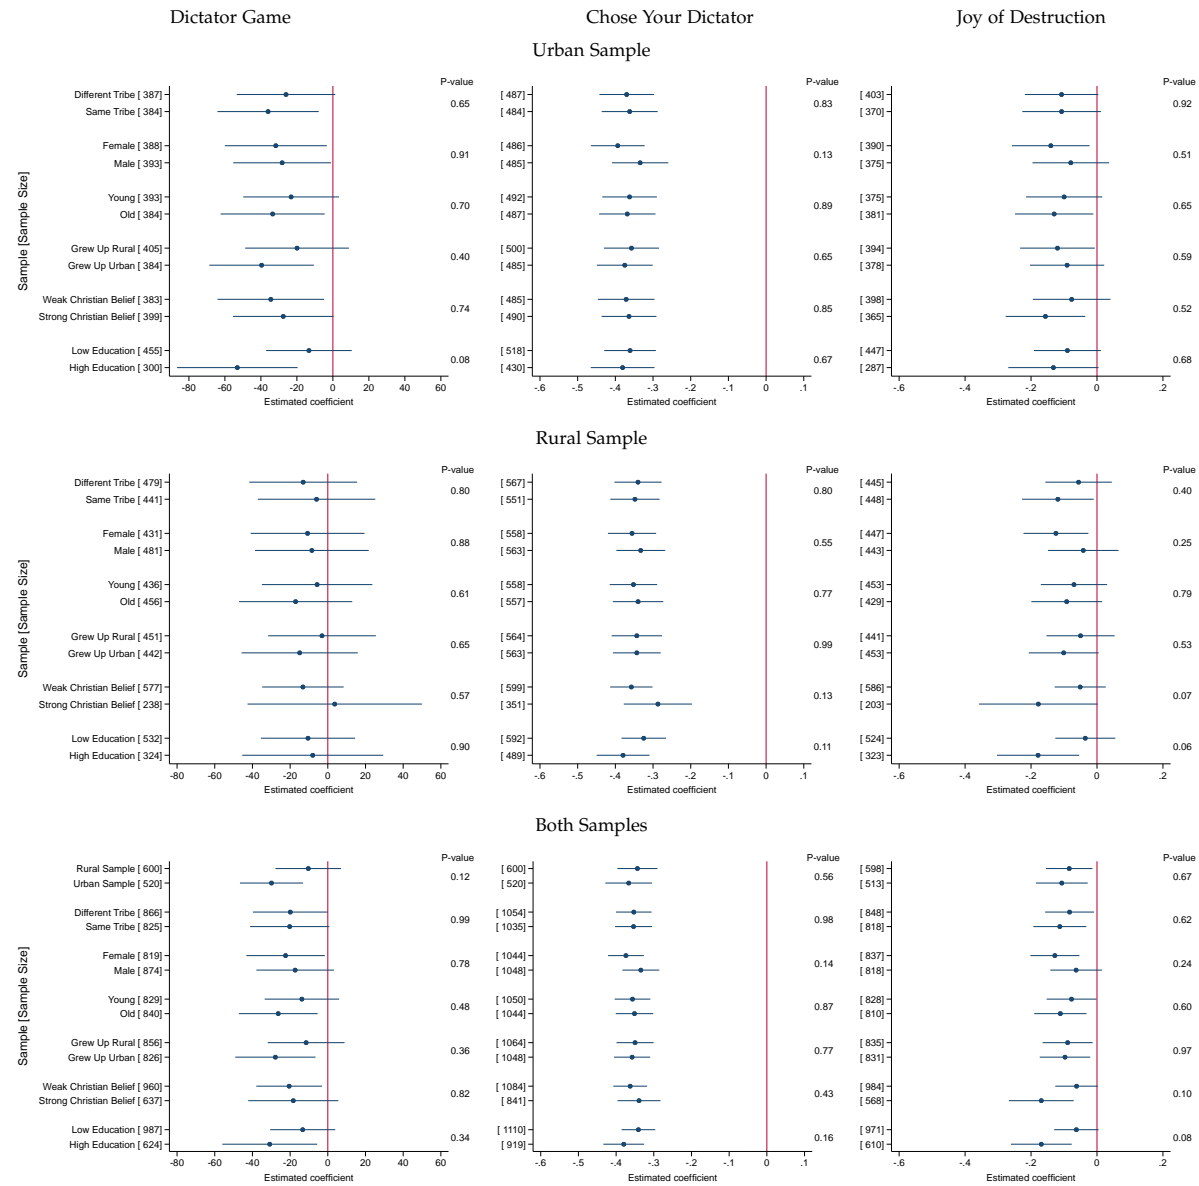 Dictator Game Chose Your Dictator Joy of Destruction
Urban Sample
P-value P-value P-value
Different Tribe [ 387] [ 487] [ 403]
0.65 0.83 0.92
Same Tribe [ 384] [ 484] [ 370]
Female [ 388] [ 486] [ 390]
0.91 0.13 0.51
Male [ 393] [ 485] [ 375]
Young [ 393] [ 492] [ 375]
0.70 0.89 0.65
Old [ 384] [ 487] [ 381]
Grew Up Rural [ 405] [ 500] [ 394]
0.40 0.65 0.59
Grew Up Urban [ 384] [ 485] [ 378]
Weak Christian Belief [ 383] [ 485] [ 398]
0.74 0.85 0.52
Strong Christian Belief [ 399] [ 490] [ 365]
Low Education [ 455] [ 518] [ 447]
0.08 0.67 0.68
High Education [ 300] [ 430] [ 287]
Sample [Sample Size]
-80 -60 -40 -20 0 20 40 60 -.6 -.5 -.4 -.3 -.2 -.1 0 .1 -.6 -.4 -.2 0 .2
Estimated coefficient Estimated coefficient Estimated coefficient
Rural Sample
P-value P-value P-value
Different Tribe [ 479] [ 567] [ 445]
0.80 0.80 0.40
Same Tribe [ 441] [ 551] [ 448]
Female [ 431] [ 558] [ 447]
0.88 0.55 0.25
Male [ 481] [ 563] [ 443]
Young [ 436] [ 558] [ 453]
0.61 0.77 0.79
Old [ 456] [ 557] [ 429]
Grew Up Rural [ 451] [ 564] [ 441]
0.65 0.99 0.53
Grew Up Urban [ 442] [ 563] [ 453]
Weak Christian Belief [ 577] [ 599] [ 586]
0.57 0.13 0.07
Strong Christian Belief [ 238] [ 351] [ 203]
Low Education [ 532] [ 592] [ 524]
0.90 0.11 0.06
High Education [ 324] [ 489] [ 323]
Sample [Sample Size]
-80 -60 -40 -20 0 20 40 60 -.6 -.5 -.4 -.3 -.2 -.1 0 .1 -.6 -.4 -.2 0 .2
Estimated coefficient Estimated coefficient Estimated coefficient
Both Samples
P-value P-value P-value
Rural Sample [ 600] [ 600] [ 598]
0.12 0.56 0.67
Urban Sample [ 520] [ 520] [ 513]
Different Tribe [ 866] [ 1054] [ 848]
0.99 0.98 0.62
Same Tribe [ 825] [ 1035] [ 818]
Female [ 819] [ 1044] [ 837]
0.78 0.14 0.24
Male [ 874] [ 1048] [ 818]
Young [ 829] [ 1050] [ 828]
0.48 0.87 0.60
Old [ 840] [ 1044] [ 810]
Grew Up Rural [ 856] [ 1064] [ 835]
0.36 0.77 0.97
Grew Up Urban [ 826] [ 1048] [ 831]
Weak Christian Belief [ 960] [ 1084] [ 984]
0.82 0.43 0.10
Strong Christian Belief [ 637] [ 841] [ 568]
Low Education [ 987] [ 1110] [ 971]
0.34 0.16 0.08
High Education [ 624] [ 919] [ 610]
Sample [Sample Size]
-80 -60 -40 -20 0 20 40 60 -.6 -.5 -.4 -.3 -.2 -.1 0 .1 -.6 -.4 -.2 0 .2
Estimated coefficient Estimated coefficient Estimated coefficient